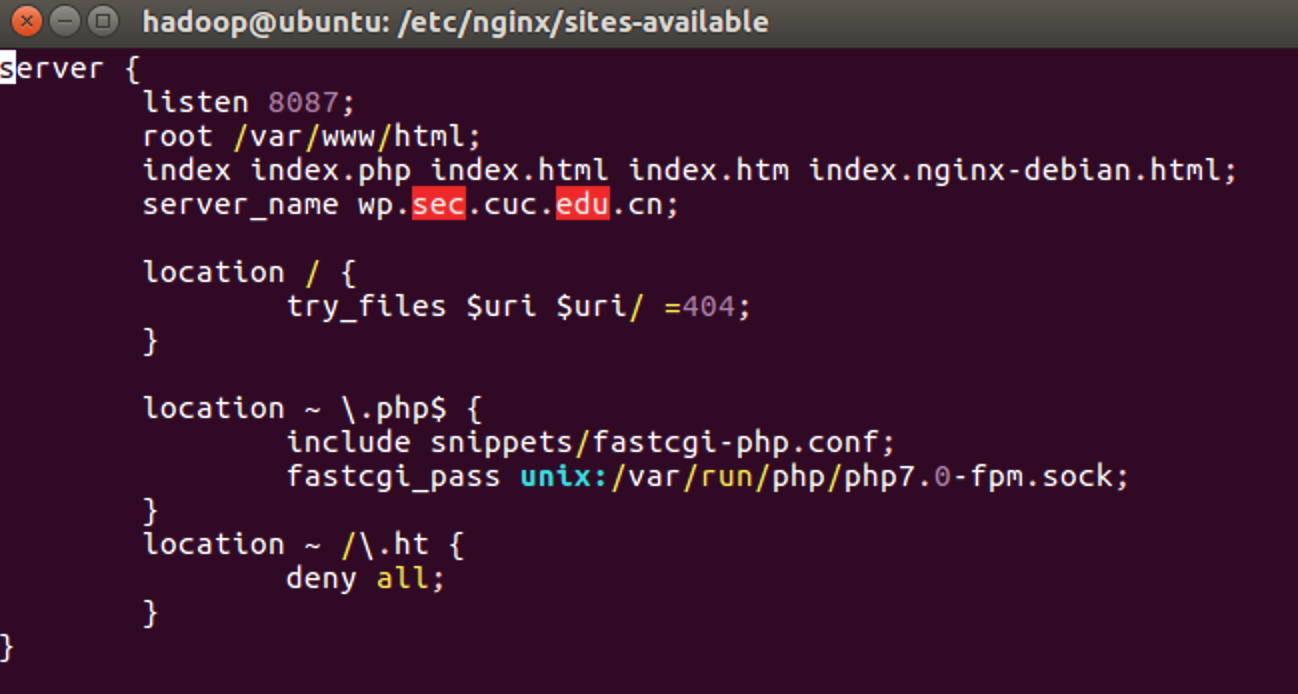 hadoop@ubuntu: /etc/nginx/sites-available
server {
        listen 8087;
        root /var/www/html;
        index index.php index.html index.htm index.nginx-debian.html;
        server_name wp.sec.cuc.edu.cn;

        location / {
                try_files $uri $uri/ =404;
        }

        location ~ \.php$ {
                include snippets/fastcgi-php.conf;
                fastcgi_pass unix:/var/run/php/php7.0-fpm.sock;
        }
        location ~ /\.ht {
                deny all;
        }
}